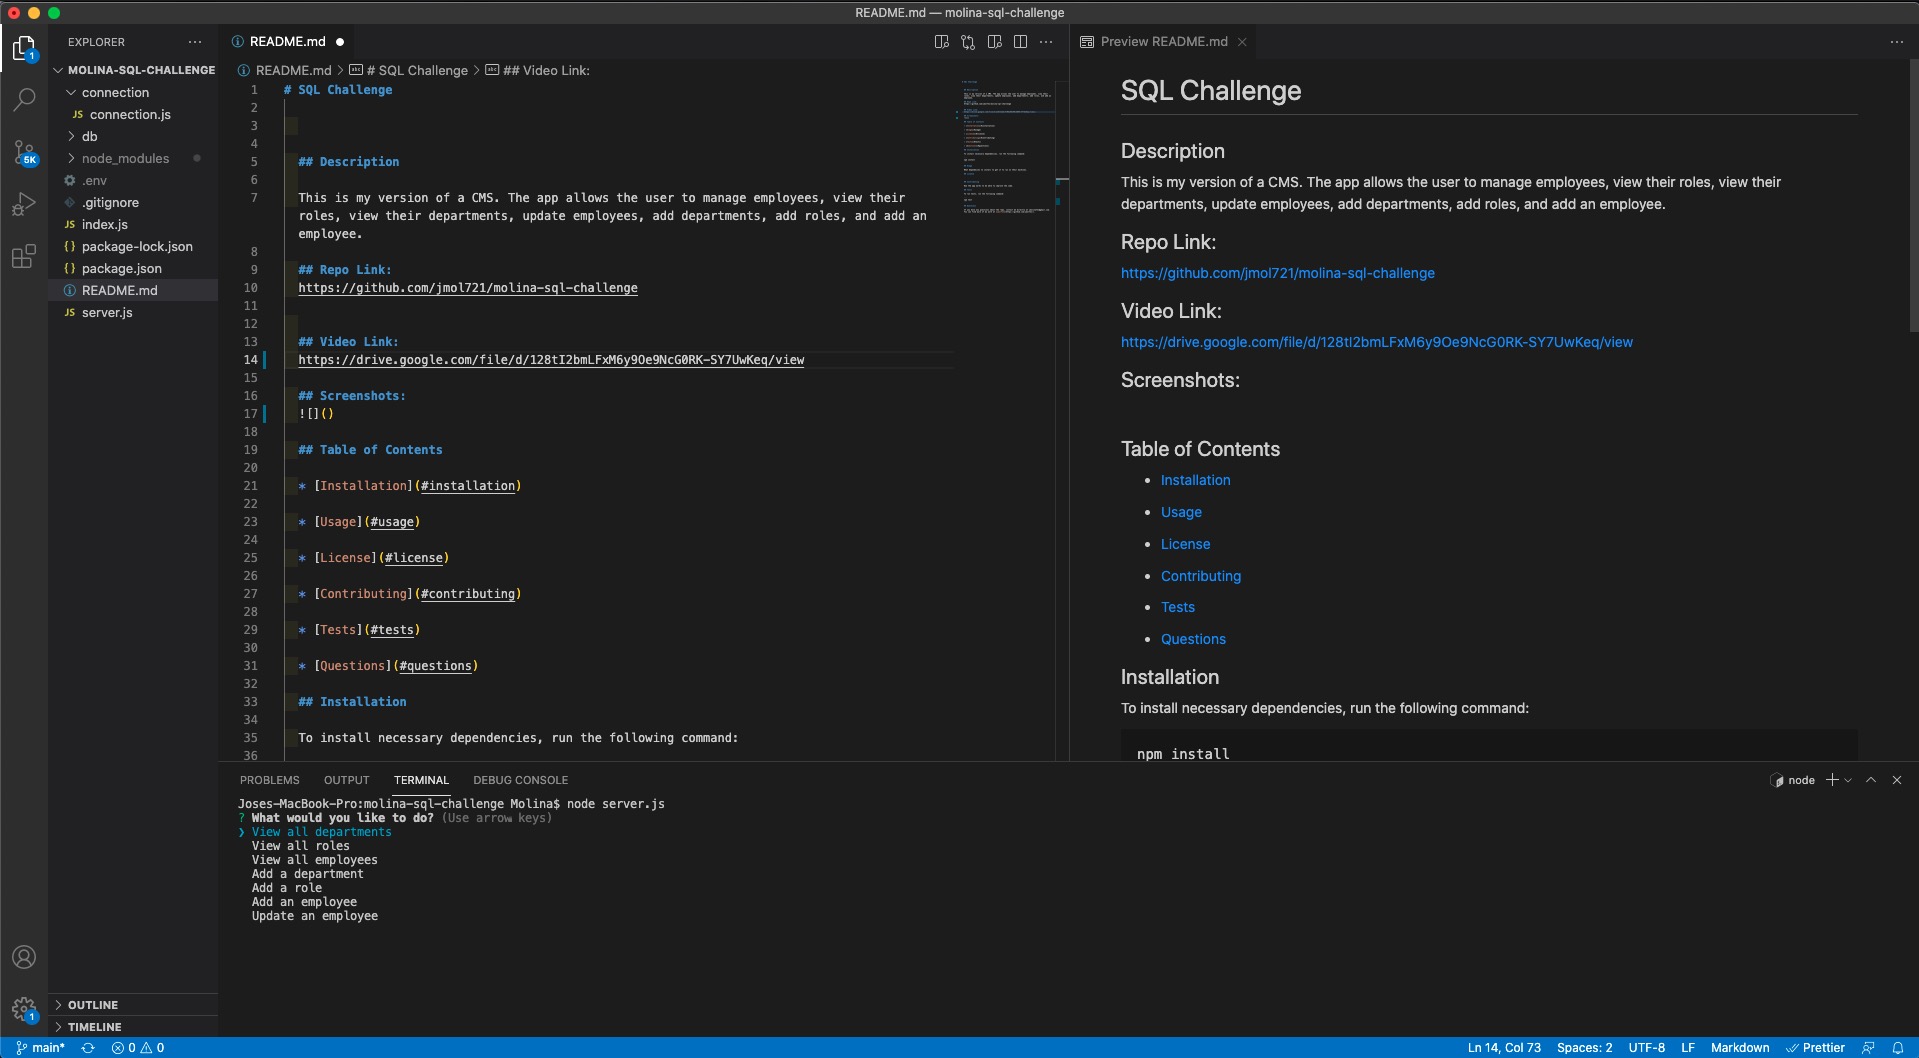 README.md — molina-sql-challenge
EXPLORER
MOLINA-SQL-CHALLENGE
connection
JS connection.js
db
node_modules
.env
.gitignore
JS index.js
{} package-lock.json
{} package.json
README.md
JS server.js
OUTLINE
TIMELINE
1
5K
1
README.md
README.md > # SQL Challenge > ## Video Link:
1 # SQL Challenge
2
3
4
5 ## Description
6
7 This is my version of a CMS. The app allows the user to manage employees, view their
roles, view their departments, update employees, add departments, add roles, and add an
employee.
8
9 ## Repo Link:
10 https://github.com/jmol721/molina-sql-challenge
11
12
13 ## Video Link:
14 https://drive.google.com/file/d/128tI2bmLFxM6y9Oe9NcG0RK-SY7UwKeq/view
15
16 ## Screenshots:
17 ![]()
18
19 ## Table of Contents
20
21 * [Installation](#installation)
22
23 * [Usage](#usage)
24
25 * [License](#license)
26
27 * [Contributing](#contributing)
28
29 * [Tests](#tests)
30
31 * [Questions](#questions)
32
33 ## Installation
34
35 To install necessary dependencies, run the following command:
36
Preview README.md
SQL Challenge
Description
This is my version of a CMS. The app allows the user to manage employees, view their roles, view their
departments, update employees, add departments, add roles, and add an employee.
Repo Link:
https://github.com/jmol721/molina-sql-challenge
Video Link:
https://drive.google.com/file/d/128tI2bmLFxM6y9Oe9NcG0RK-SY7UwKeq/view
Screenshots:
Table of Contents
• Installation
• Usage
• License
• Contributing
• Tests
• Questions
Installation
To install necessary dependencies, run the following command:
npm install
PROBLEMS OUTPUT TERMINAL DEBUG CONSOLE
node
Joses-MacBook-Pro:molina-sql-challenge Molina$ node server.js
? What would you like to do? (Use arrow keys)
❯ View all departments
View all roles
View all employees
Add a department
Add a role
Add an employee
Update an employee
main* 0 0
Ln 14, Col 73 Spaces: 2 UTF-8 LF Markdown Prettier